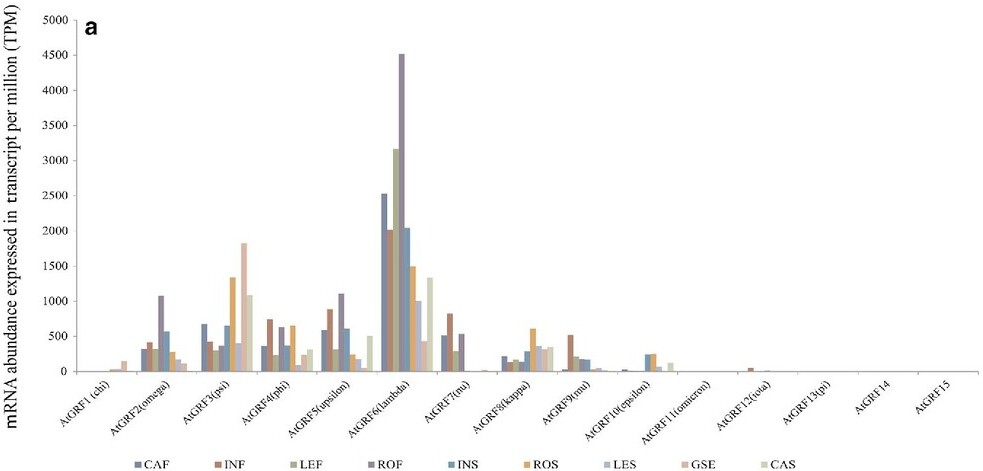 a
mRNA abundance expressed in transcript per million (TPM)
5000
4500
4000
3500
3000
2500
2000
1500
1000
500
0
AtGRF1 (chi)
AtGRF2(omega)
AtGRF3(psi)
AtGRF4(phi)
AtGRF5(upsilon)
AtGRF6(lambda)
AtGRF7(nu)
AtGRF8(kappa)
AtGRF9(mu)
AtGRF10(epsilon)
AtGRF11(omicron)
AtGRF12(iota)
AtGRF13(pi)
AtGRF14
AtGRF15
CAF INF LEF ROF INS ROS LES GSE CAS